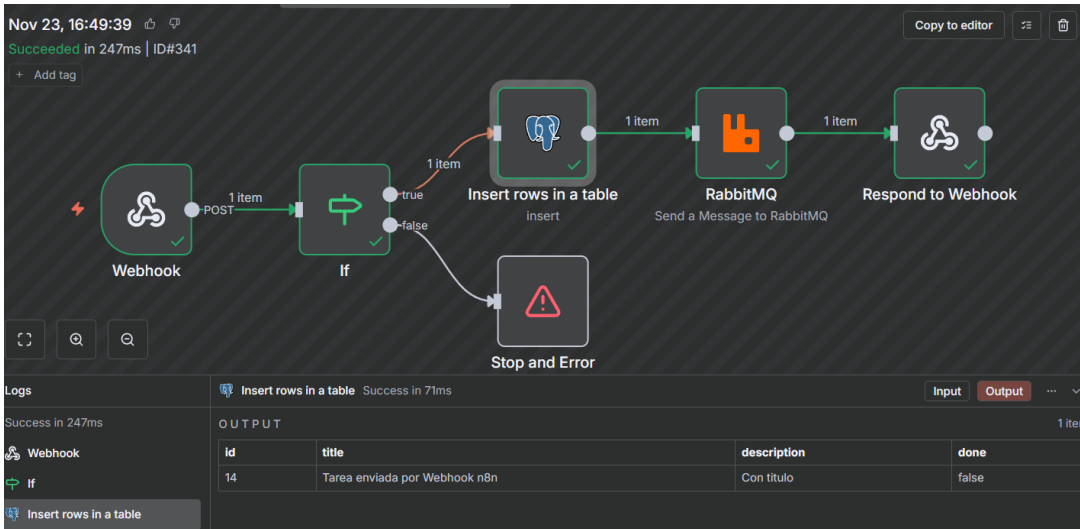 Nov 23, 16:49:39
Copy to editor
Succeeded in 247ms | ID#341
+ Add tag
1 item
1 item
1 item
true
Insert rows in a table
insert
RabbitMQ
Send a Message to RabbitMQ
Respond to Webhook
1 item
POST
false
Webhook
If
Stop and Error
Logs
Insert rows in a table Success in 71ms
Input
Output
...
Success in 247ms
OUTPUT
Webhook
id title description done
14 Tarea enviada por Webhook n8n Con titulo false
If
Insert rows in a table